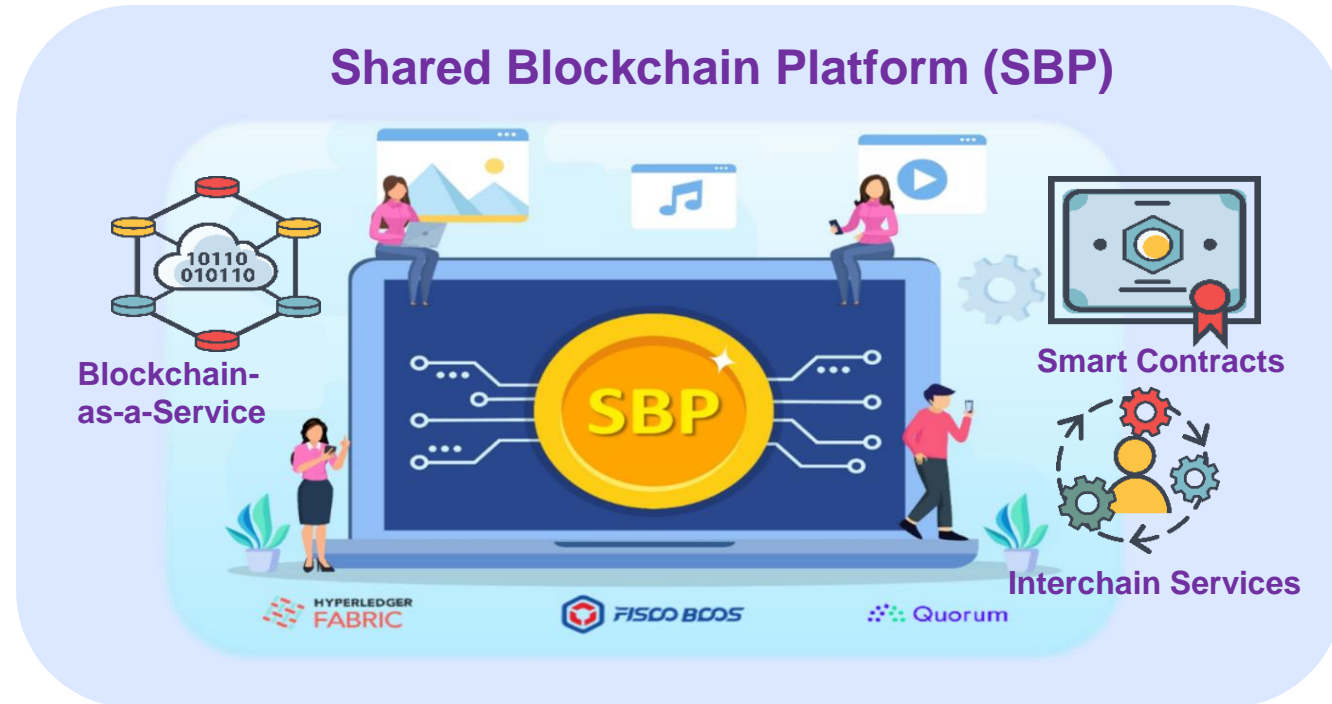 Shared Blockchain Platform (SBP)
10110
010110
Blockchain-
as-a-Service
SBP
Smart Contracts
Interchain Services
HYPERLEDGER
FABRIC
FISCO BCOS
Quorum